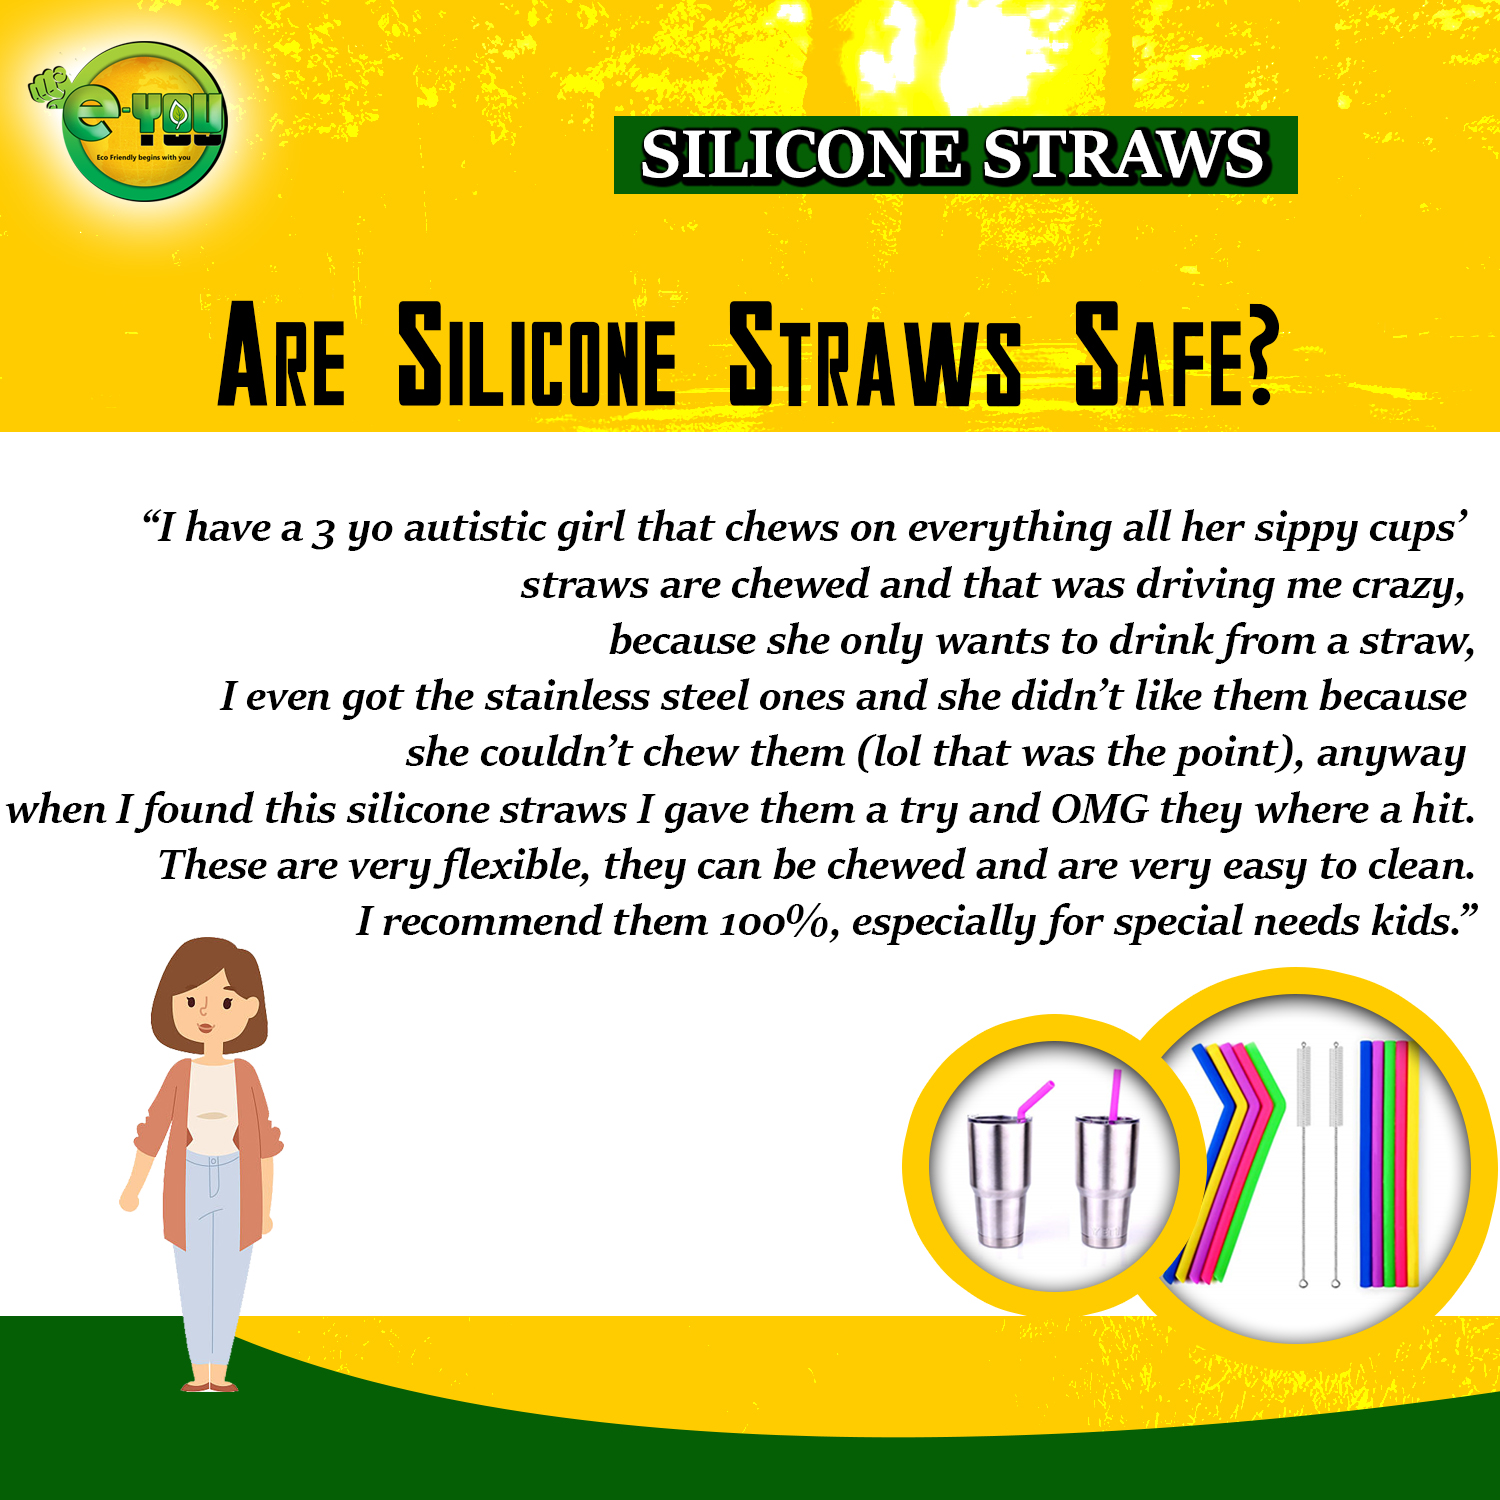 e-YOU
Eco Friendly begins with you
SILICONE STRAWS
ARE SILICONE STRAWS SAFE?
“I have a 3 yo autistic girl that chews on everything all her sippy cups’
straws are chewed and that was driving me crazy,
because she only wants to drink from a straw,
I even got the stainless steel ones and she didn’t like them because
she couldn’t chew them (lol that was the point), anyway
when I found this silicone straws I gave them a try and OMG they where a hit.
These are very flexible, they can be chewed and are very easy to clean.
I recommend them 100%, especially for special needs kids.”